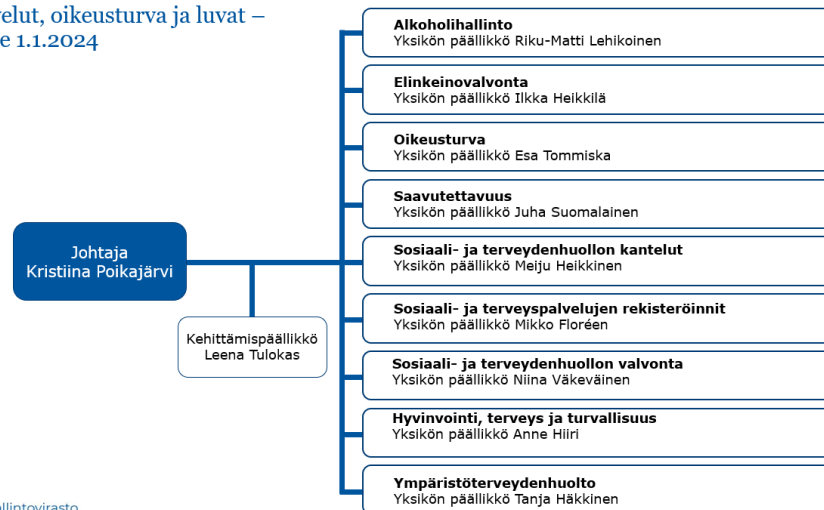 oikeusturva ja luvat –
1.1.2024
Johtaja
Kristiina Poikajärvi
Kehittämispäällikkö
Leena Tulokas
Alkoholihallinto
Yksikön päällikkö Riku-Matti Lehikoinen
Elinkeinovalvonta
Yksikön päällikkö Ilkka Heikkilä
Oikeusturva
Yksikön päällikkö Esa Tommiska
Saavutettavuus
Yksikön päällikkö Juha Suomalainen
Sosiaali- ja terveydenhuollon kantelut
Yksikön päällikkö Meiju Heikkinen
Sosiaali- ja terveyspalvelujen rekisteröinnit
Yksikön päällikkö Mikko Floréen
Sosiaali- ja terveydenhuollon valvonta
Yksikön päällikkö Niina Väkeväinen
Hyvinvointi, terveys ja turvallisuus
Yksikön päällikkö Anne Hiiri
Ympäristöterveydenhuolto
Yksikön päällikkö Tanja Häkkinen